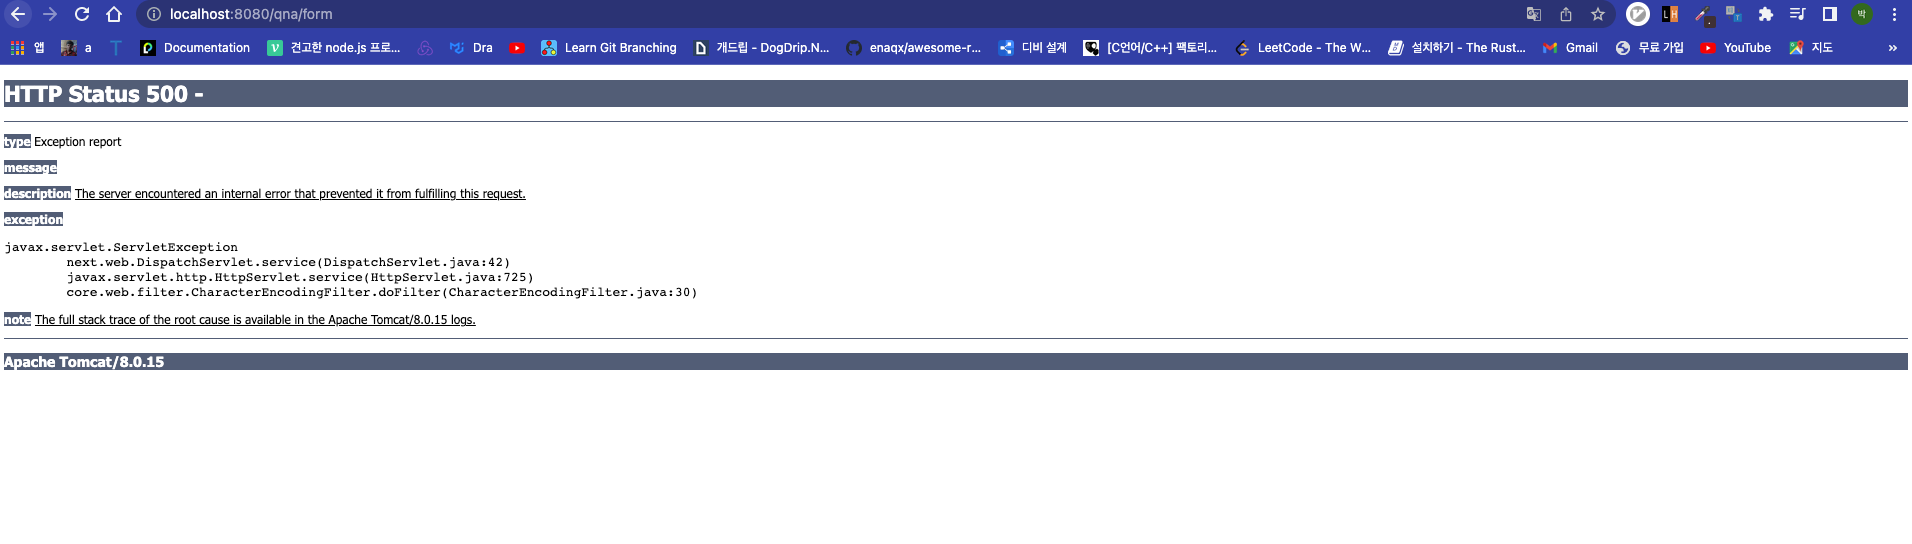 localhost:8080/qna/form
박
앱 a T Documentation 견고한 node.js 프로... Dra Learn Git Branching 개드립 - DogDrip.N... enaqx/awesome-r... 디비 설계 [C언어/C++] 팩토리... LeetCode - The W... 설치하기 - The Rust... Gmail 무료 가입 YouTube 지도 »
HTTP Status 500 -
type Exception report
message
description The server encountered an internal error that prevented it from fulfilling this request.
exception
javax.servlet.ServletException
next.web.DispatchServlet.service(DispatchServlet.java:42)
javax.servlet.http.HttpServlet.service(HttpServlet.java:725)
core.web.filter.CharacterEncodingFilter.doFilter(CharacterEncodingFilter.java:30)
note The full stack trace of the root cause is available in the Apache Tomcat/8.0.15 logs.
Apache Tomcat/8.0.15